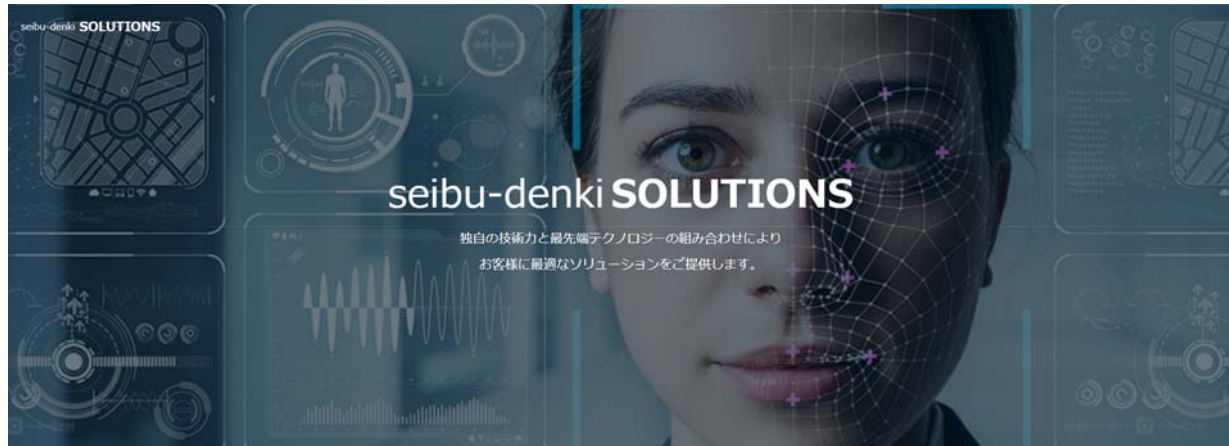 seibu-denki SOLUTIONS
seibu-denki SOLUTIONS
独自の技術力と最先端テクノロジーの組み合わせにより
お客様に最適なソリューションをご提供します。